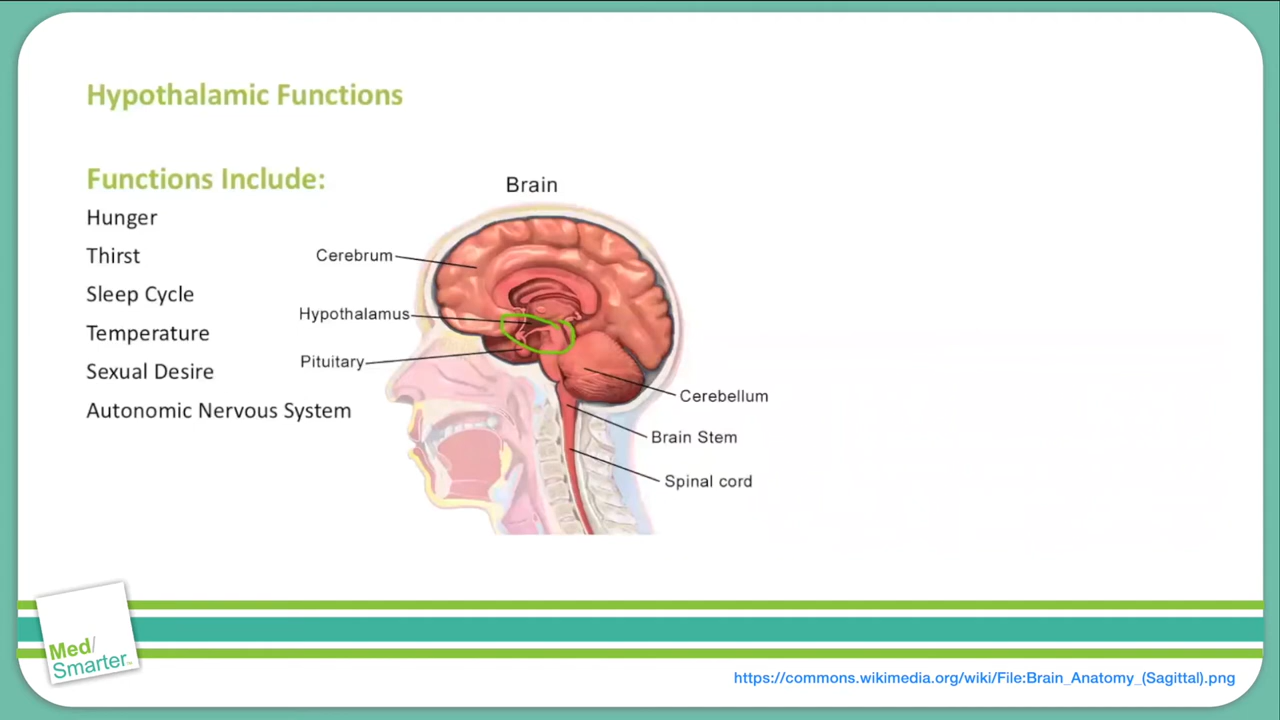 Hypothalamic Functions
Functions Include:
Hunger
Thirst
Sleep Cycle
Temperature
Sexual Desire
Autonomic Nervous System
Brain
Cerebrum
Hypothalamus
Pituitary
Cerebellum
Brain Stem
Spinal cord
Med/
Smarter™
https://commons.wikimedia.org/wiki/File:Brain_Anatomy_(Sagittal).png